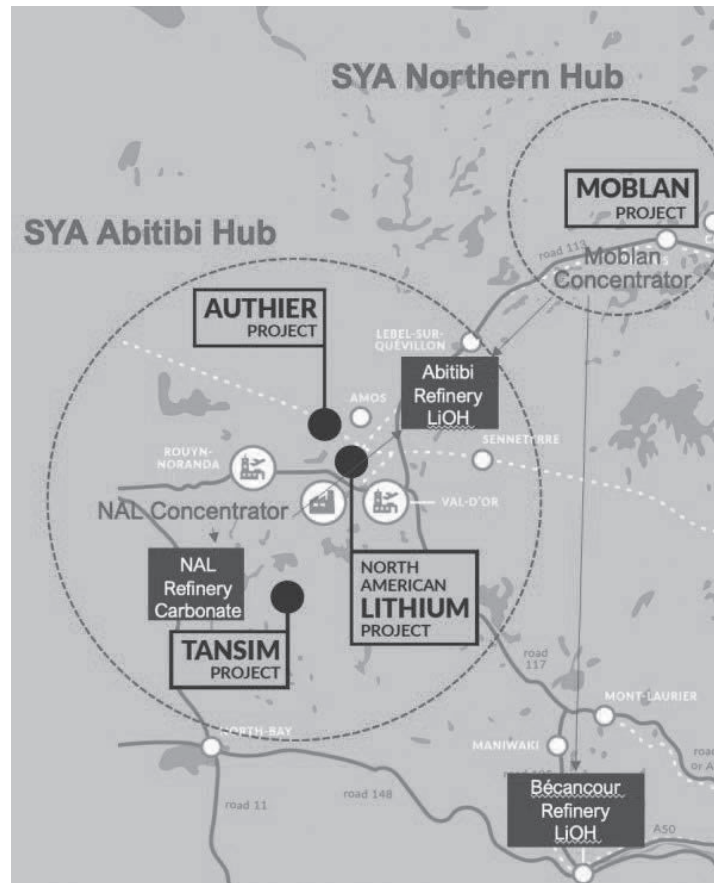 SYA Northern Hub
MOBLAN
PROJECT
road 113
Moblan
Concentrator
SYA Abitibi Hub
AUTHIER
PROJECT
LEBEL-SUR-
QUÉVILLON
Abitibi
Refinery
LiOH
AMOS
SENNETERRE
ROUYN-
NORANDA
VAL-D'OR
NAL Concentrator
NAL
Refinery
Carbonate
NORTH
AMERICAN
LITHIUM
PROJECT
TANSIM
PROJECT
road
117
MONT-LAURIER
NORTH-BAY
MANIWAKI
road
or A
road 11
road 148
Bécancour
Refinery
LiOH
A50